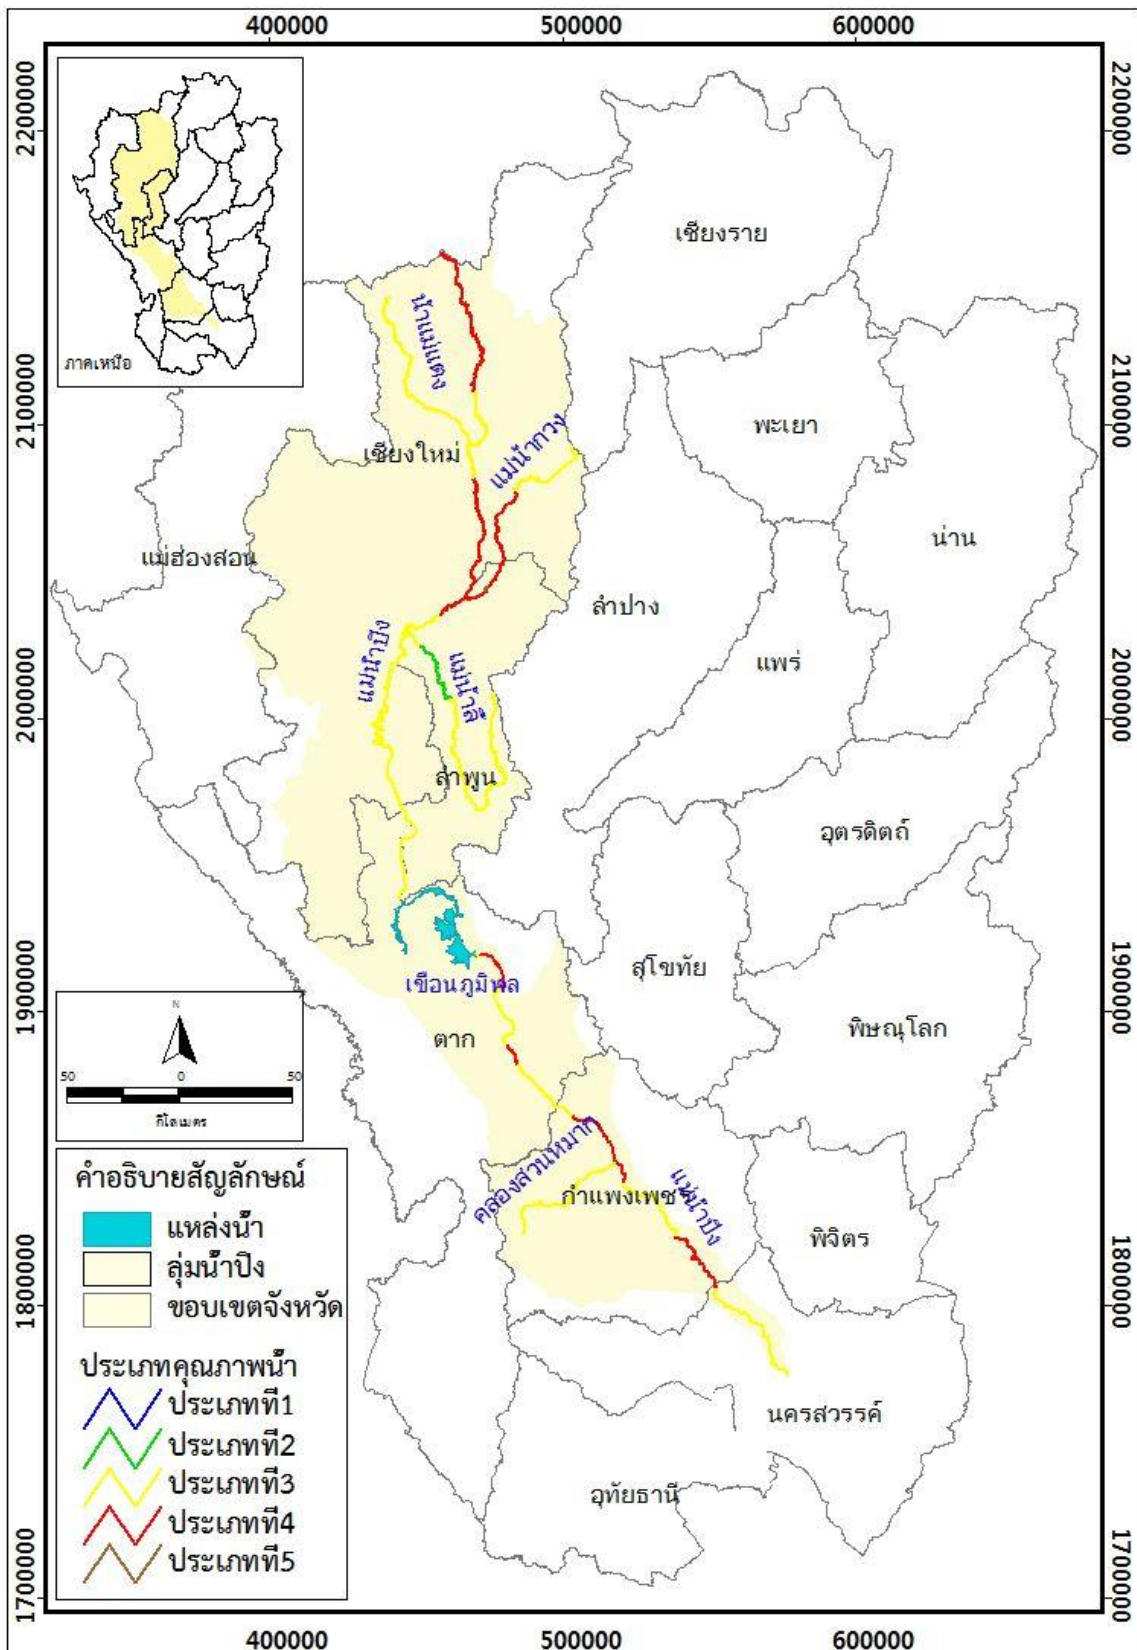 400000 500000 600000
2200000
2100000
2000000
1900000
1800000
1700000
2200000
2100000
2000000
1900000
1800000
1700000
ภาคเหนือ
เชียงราย
น้ำแม่แตง
พะเยา
เชียงใหม่
แม่น้ำกวง
น่าน
แม่ฮ่องสอน
ลำปาง
แพร่
แม่น้ำปิง
แม่น้ำลี้
ลำพูน
อุตรดิตถ์
สุโขทัย
เขื่อนภูมิพล
พิษณุโลก
ตาก
N
50 0 50
กิโลเมตร
คลองสวนหมาก
กำแพงเพชร
แม่น้ำปิง
พิจิตร
นครสวรรค์
อุทัยธานี
คำอธิบายสัญลักษณ์
แหล่งน้ำ
ลุ่มน้ำปิง
ขอบเขตจังหวัด
ประเภทคุณภาพน้ำ
ประเภทที่1
ประเภทที่2
ประเภทที่3
ประเภทที่4
ประเภทที่5
400000 500000 600000